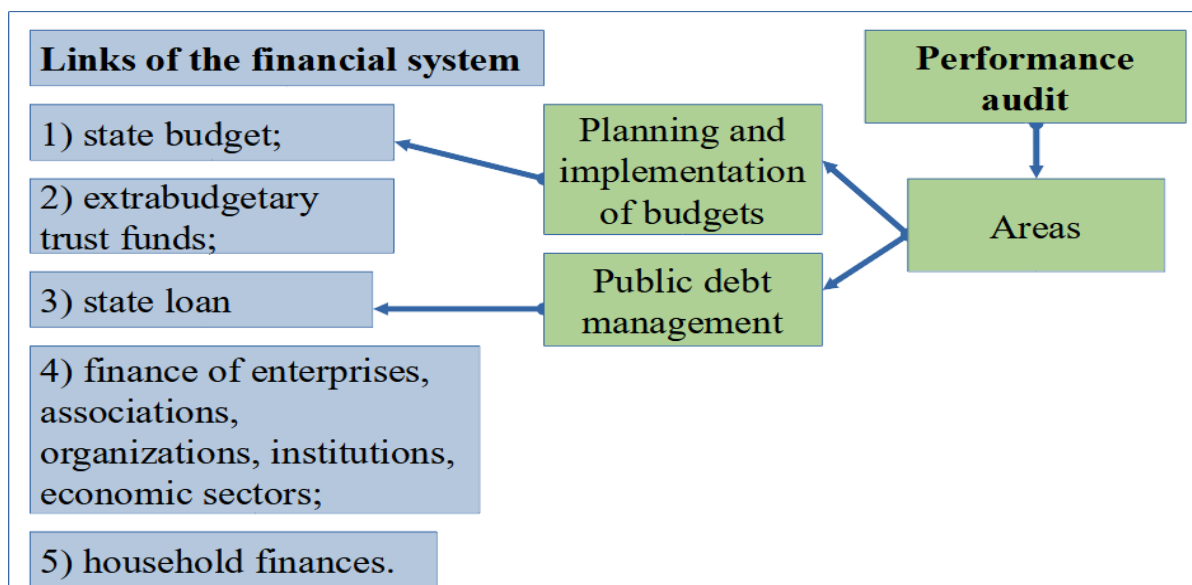 Links of the financial system
1) state budget;
2) extrabudgetary
trust funds;
3) state loan
4) finance of enterprises,
associations,
organizations, institutions,
economic sectors;
5) household finances.
Planning and
implementation
of budgets
Public debt
management
Performance
audit
Areas